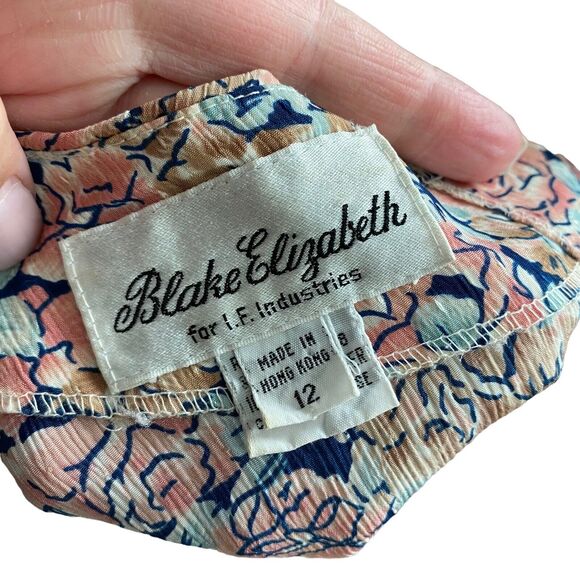 Blake Elizabeth
for I.F. Industries
MADE IN
HONG KONG
12